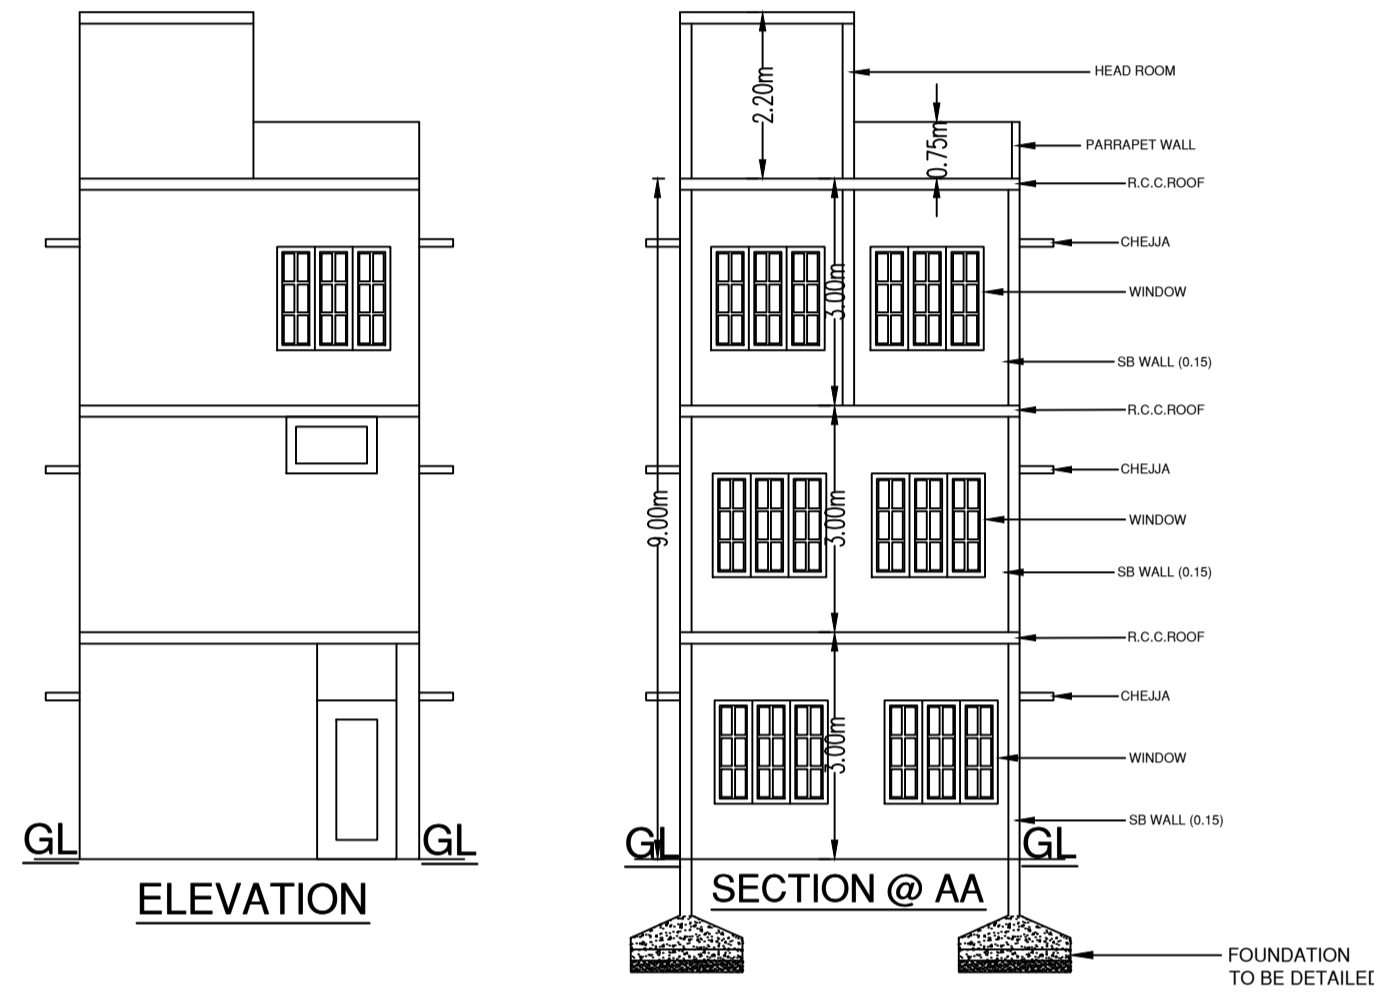 HEAD ROOM
2.20m
0.75m
PARRAPET WALL
R.C.C.ROOF
CHEJJA
3.00m
WINDOW
SB WALL (0.15)
R.C.C.ROOF
CHEJJA
9.00m
3.00m
WINDOW
SB WALL (0.15)
R.C.C.ROOF
CHEJJA
3.00m
WINDOW
SB WALL (0.15)
GL
GL
GL
GL
ELEVATION
SECTION @ AA
FOUNDATION
TO BE DETAILED